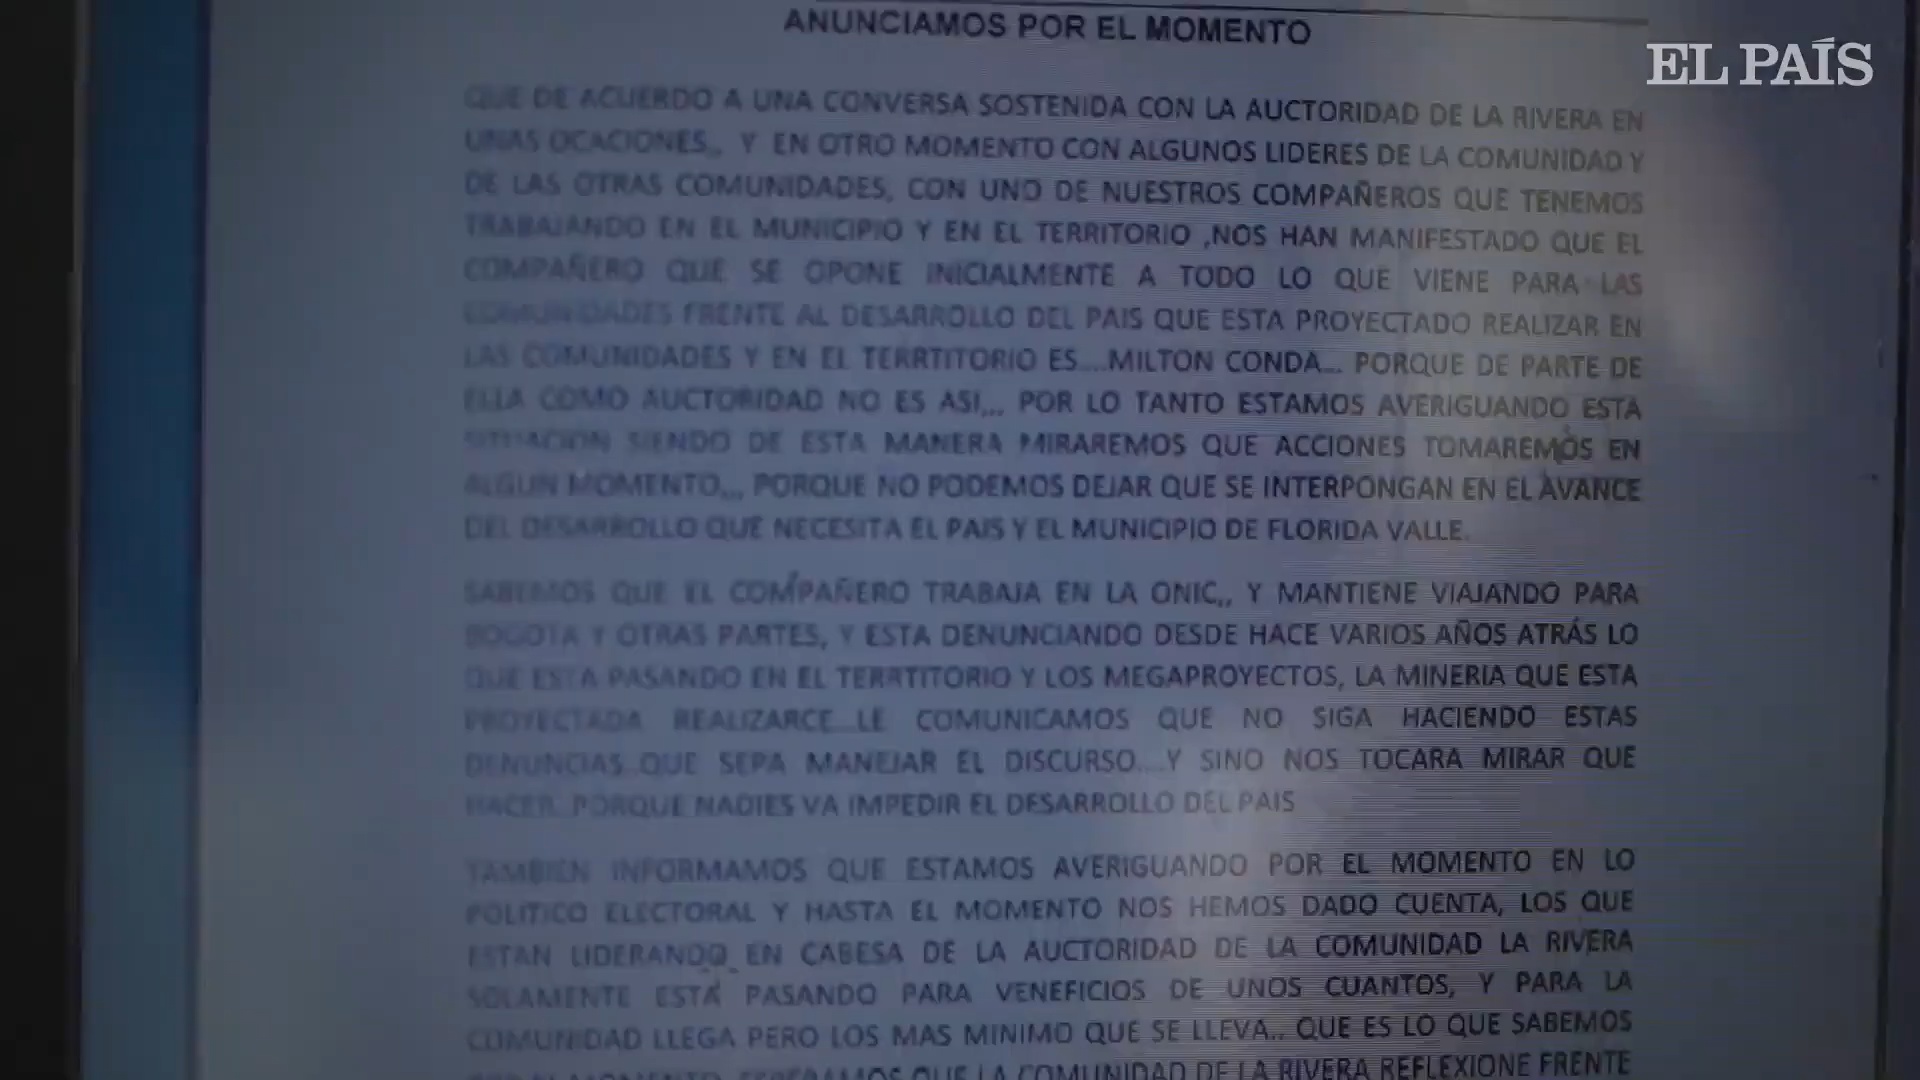 ANUNCIAMOS POR EL MOMENTO
EL PAÍS
QUE DE ACUERDO A UNA CONVERSA SOSTENIDA CON LA AUCTORIDAD DE LA RIVERA EN
UNAS OCACIONES,, Y EN OTRO MOMENTO CON ALGUNOS LIDERES DE LA COMUNIDAD Y
DE LAS OTRAS COMUNIDADES, CON UNO DE NUESTROS COMPAÑEROS QUE TENEMOS
TRABAJANDO EN EL MUNICIPIO Y EN EL TERRITORIO ,NOS HAN MANIFESTADO QUE EL
COMPAÑERO QUE SE OPONE INICIALMENTE A TODO LO QUE VIENE PARA LAS
COMUNIDADES FRENTE AL DESARROLLO DEL PAIS QUE ESTA PROYECTADO REALIZAR EN
LAS COMUNIDADES Y EN EL TERRTITORIO ES....MILTON CONDA... PORQUE DE PARTE DE
ELLA COMO AUCTORIDAD NO ES ASI,,, POR LO TANTO ESTAMOS AVERIGUANDO ESTA
SITUACION SIENDO DE ESTA MANERA MIRAREMOS QUE ACCIONES TOMAREMOS EN
ALGUN MOMENTO,,, PORQUE NO PODEMOS DEJAR QUE SE INTERPONGAN EN EL AVANCE
DEL DESARROLLO QUE NECESITA EL PAIS Y EL MUNICIPIO DE FLORIDA VALLE.
SABEMOS QUE EL COMPAÑERO TRABAJA EN LA ONIC,, Y MANTIENE VIAJANDO PARA
BOGOTA Y OTRAS PARTES, Y ESTA DENUNCIANDO DESDE HACE VARIOS AÑOS ATRÁS LO
QUE ESTA PASANDO EN EL TERRTITORIO Y LOS MEGAPROYECTOS, LA MINERIA QUE ESTA
PROYECTADA REALIZARCE...LE COMUNICAMOS QUE NO SIGA HACIENDO ESTAS
DENUNCIAS..QUE SEPA MANEJAR EL DISCURSO....Y SINO NOS TOCARA MIRAR QUE
HACER..PORQUE NADIES VA IMPEDIR EL DESARROLLO DEL PAIS
TAMBIEN INFORMAMOS QUE ESTAMOS AVERIGUANDO POR EL MOMENTO EN LO
POLITICO ELECTORAL Y HASTA EL MOMENTO NOS HEMOS DADO CUENTA, LOS QUE
ESTAN LIDERANDO EN CABESA DE LA AUCTORIDAD DE LA COMUNIDAD LA RIVERA
SOLAMENTE ESTA PASANDO PARA VENEFICIOS DE UNOS CUANTOS, Y PARA LA
COMUNIDAD LLEGA PERO LOS MAS MINIMO QUE SE LLEVA.. QUE ES LO QUE SABEMOS
POR EL MOMENTO, ESPERAMOS QUE LA COMUNIDAD DE LA RIVERA REFLEXIONE FRENTE